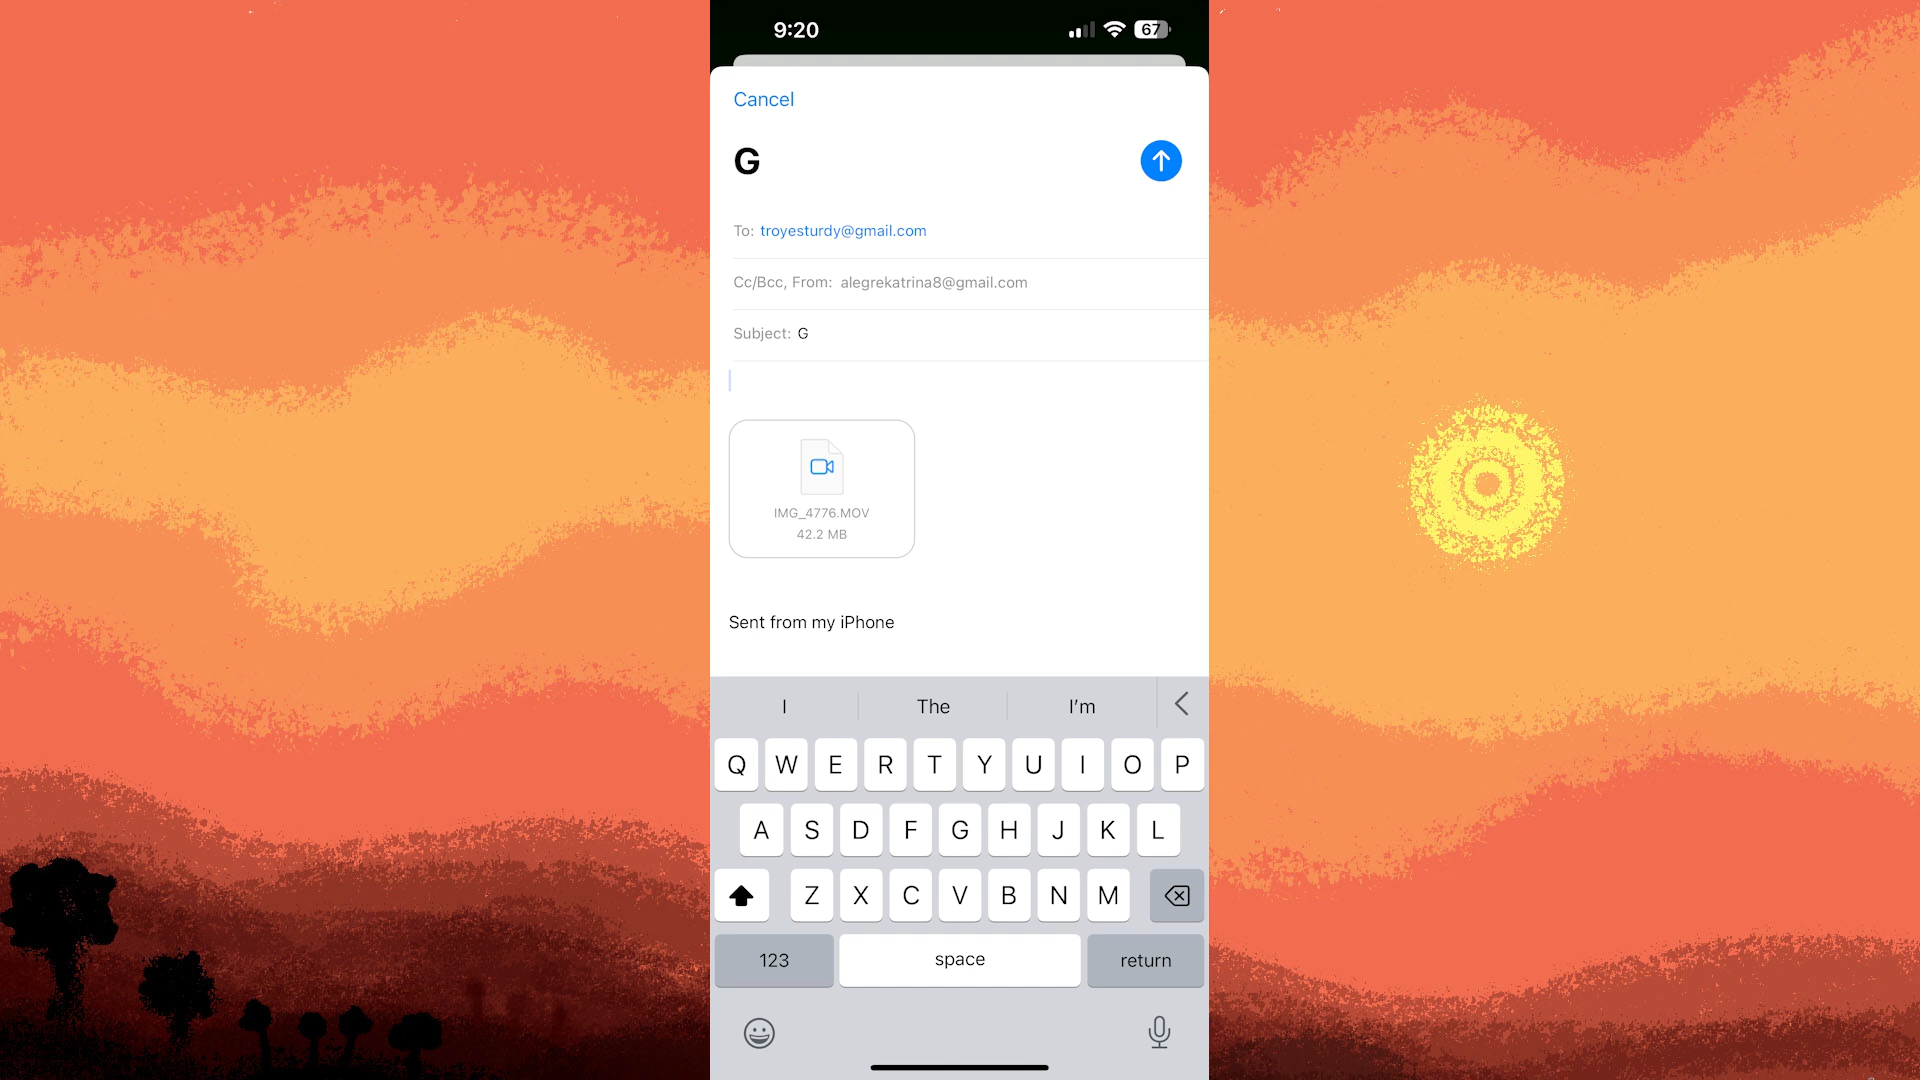 9:20
67
Cancel
G
To: troyesturdy@gmail.com
Cc/Bcc, From: alegrekatrina8@gmail.com
Subject: G
IMG_4776.MOV
42.2 MB
Sent from my iPhone
I The I'm
Q W E R T Y U I O P
A S D F G H J K L
Z X C V B N M
123 space return